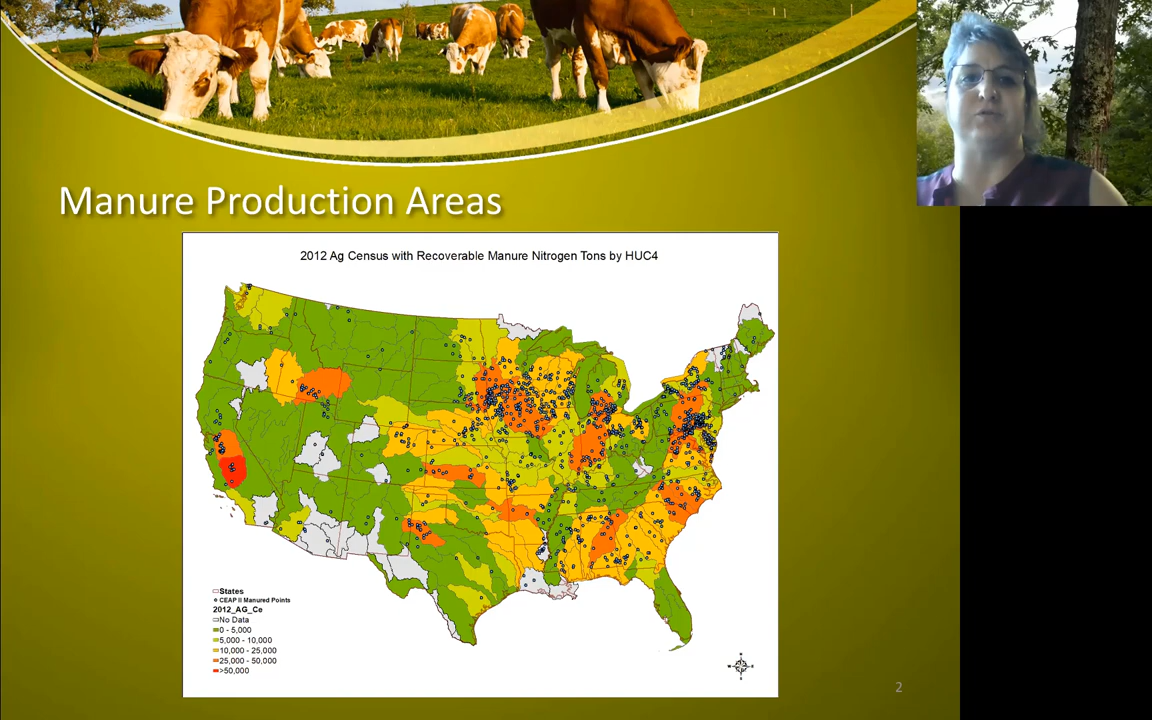 Manure Production Areas
2012 Ag Census with Recoverable Manure Nitrogen Tons by HUC4
States
CEAP II Manured Points
2012_AG_Ce
No Data
0 - 5,000
5,000 - 10,000
10,000 - 25,000
25,000 - 50,000
>50,000
2